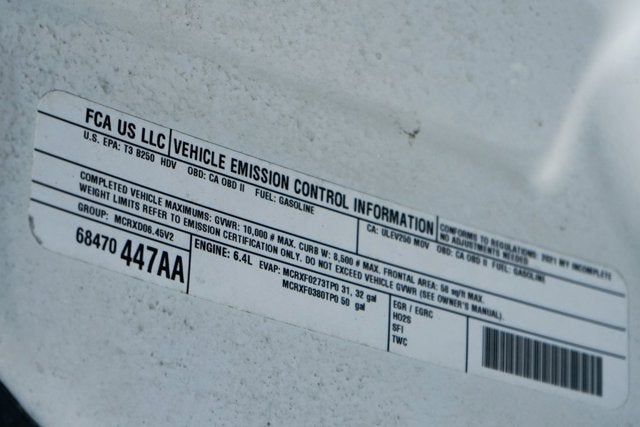 FCA US LLC VEHICLE EMISSION CONTROL INFORMATION
CONFORMS TO REGULATIONS: 2021 MY INCOMPLETE
NO ADJUSTMENTS NEEDED
U.S. EPA: T3 B250 HDV OBD: CA OBD II FUEL: GASOLINE
CA: ULEV250 MDV OBD: CA OBD II FUEL: GASOLINE
COMPLETED VEHICLE MAXIMUMS: GVWR: 10,000 # MAX. CURB W: 8,500 # MAX. FRONTAL AREA: 58 sq/ft MAX.
WEIGHT LIMITS REFER TO EMISSION CERTIFICATION ONLY. DO NOT EXCEED VEHICLE GVWR (SEE OWNER'S MANUAL).
GROUP: MCRXD06.45V2
68470 447AA
ENGINE: 6.4L EVAP: MCRXF0273TP0 31, 32 gal
MCRXF0380TP0 50 gal
EGR / EGRC
HO2S
SFI
TWC